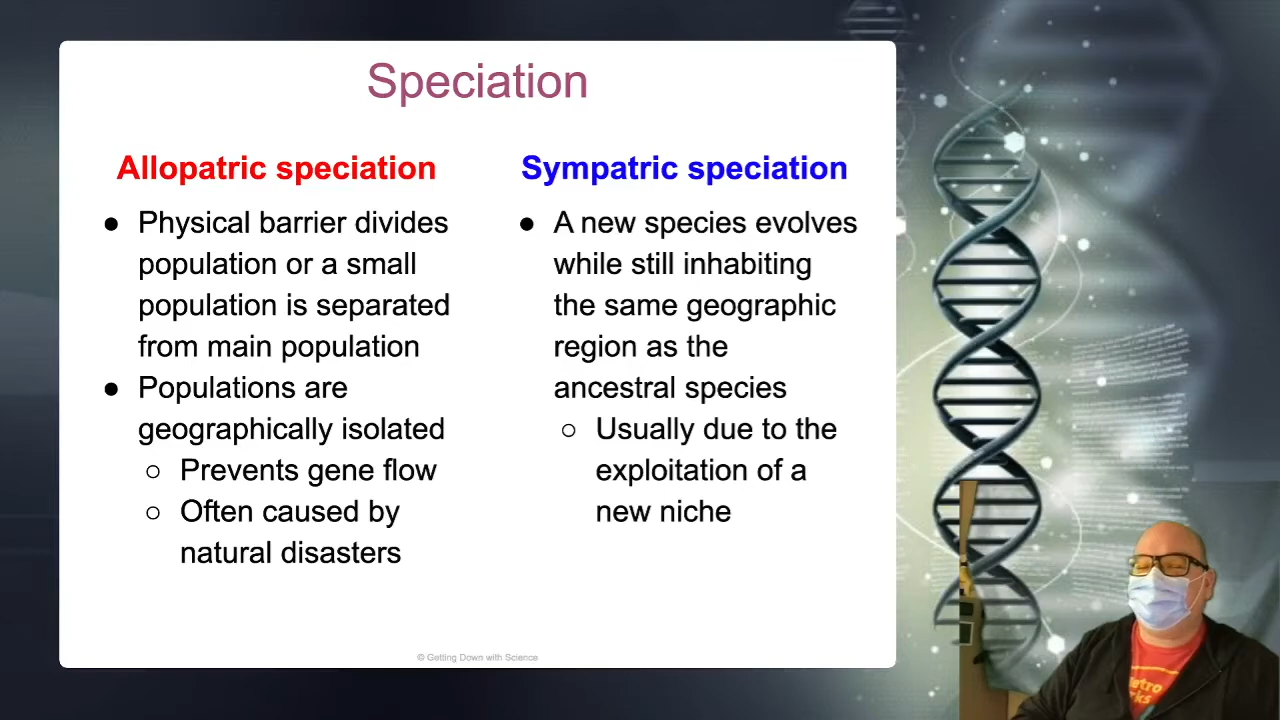 Speciation
Allopatric speciation
● Physical barrier divides
population or a small
population is separated
from main population
● Populations are
geographically isolated
○ Prevents gene flow
○ Often caused by
natural disasters
Sympatric speciation
● A new species evolves
while still inhabiting
the same geographic
region as the
ancestral species
○ Usually due to the
exploitation of a
new niche
© Getting Down with Science